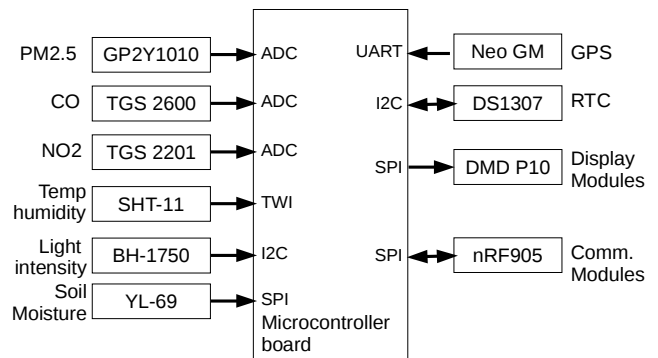 PM2.5 GP2Y1010 ADC UART Neo GM GPS
CO TGS 2600 ADC I2C DS1307 RTC
NO2 TGS 2201 ADC SPI DMD P10 Display
Modules
Temp
humidity SHT-11 TWI
Light
intensity BH-1750 I2C SPI nRF905 Comm.
Modules
Soil
Moisture YL-69 SPI
Microcontroller
board